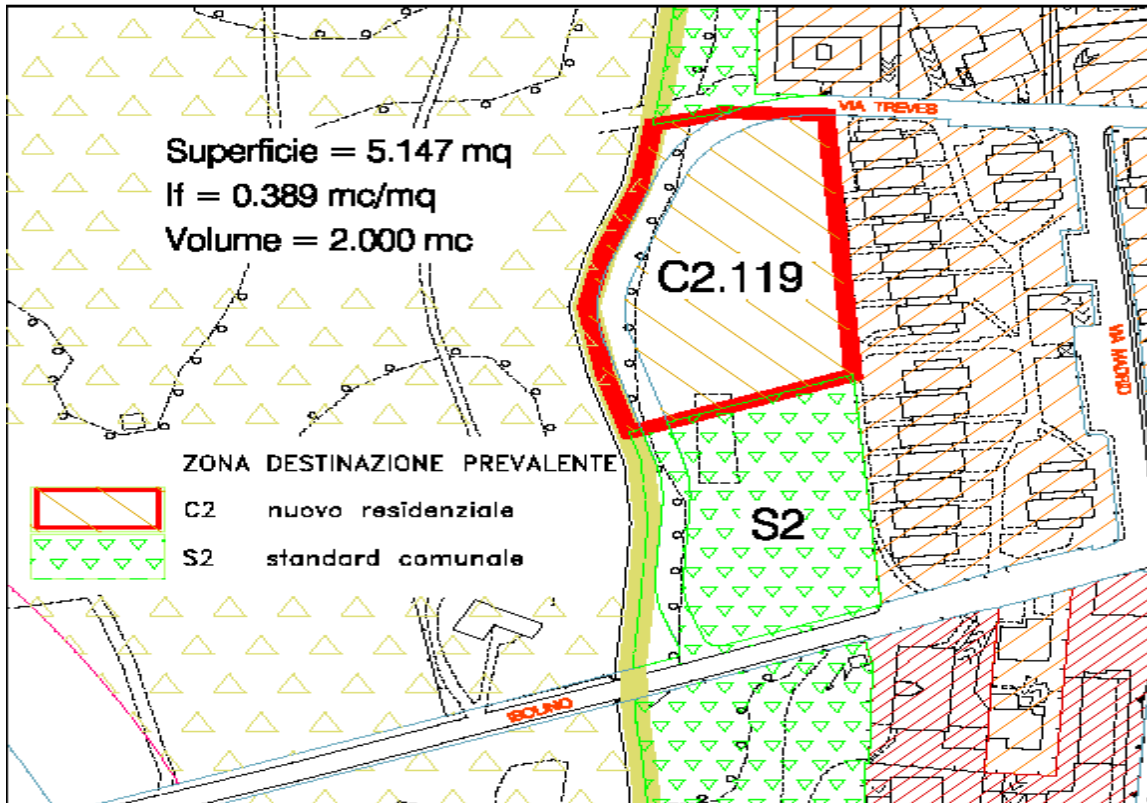 VIA TREVES
Superficie = 5.147 mq
If = 0.389 mc/mq
Volume = 2.000 mc
C2.119
VIA MADRID
ZONA DESTINAZIONE PREVALENTE
C2 nuovo residenziale
S2 standard comunale
S2
ISOLINO